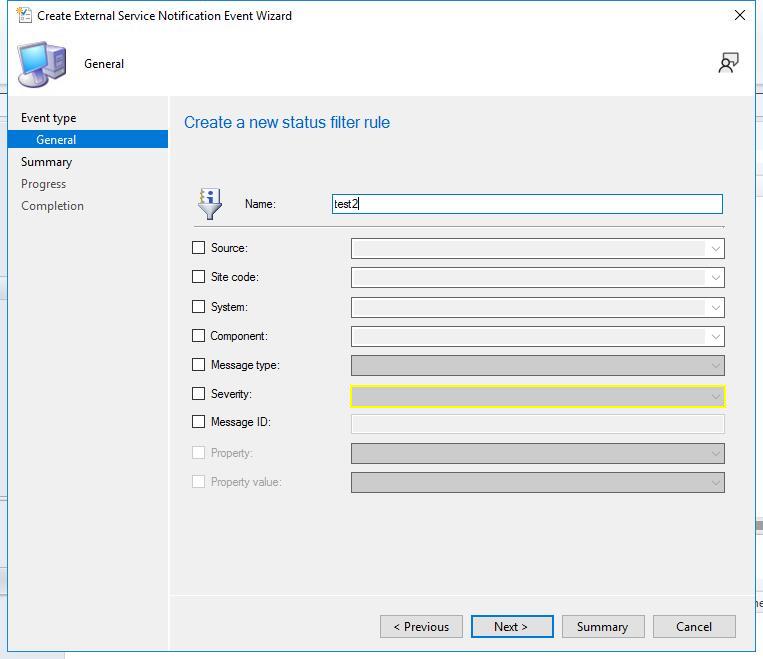 Create External Service Notification Event Wizard
General
Event type
General
Summary
Progress
Completion
Create a new status filter rule
Name: test2
Source:
Site code:
System:
Component:
Message type:
Severity:
Message ID:
Property:
Property value:
< Previous Next > Summary Cancel